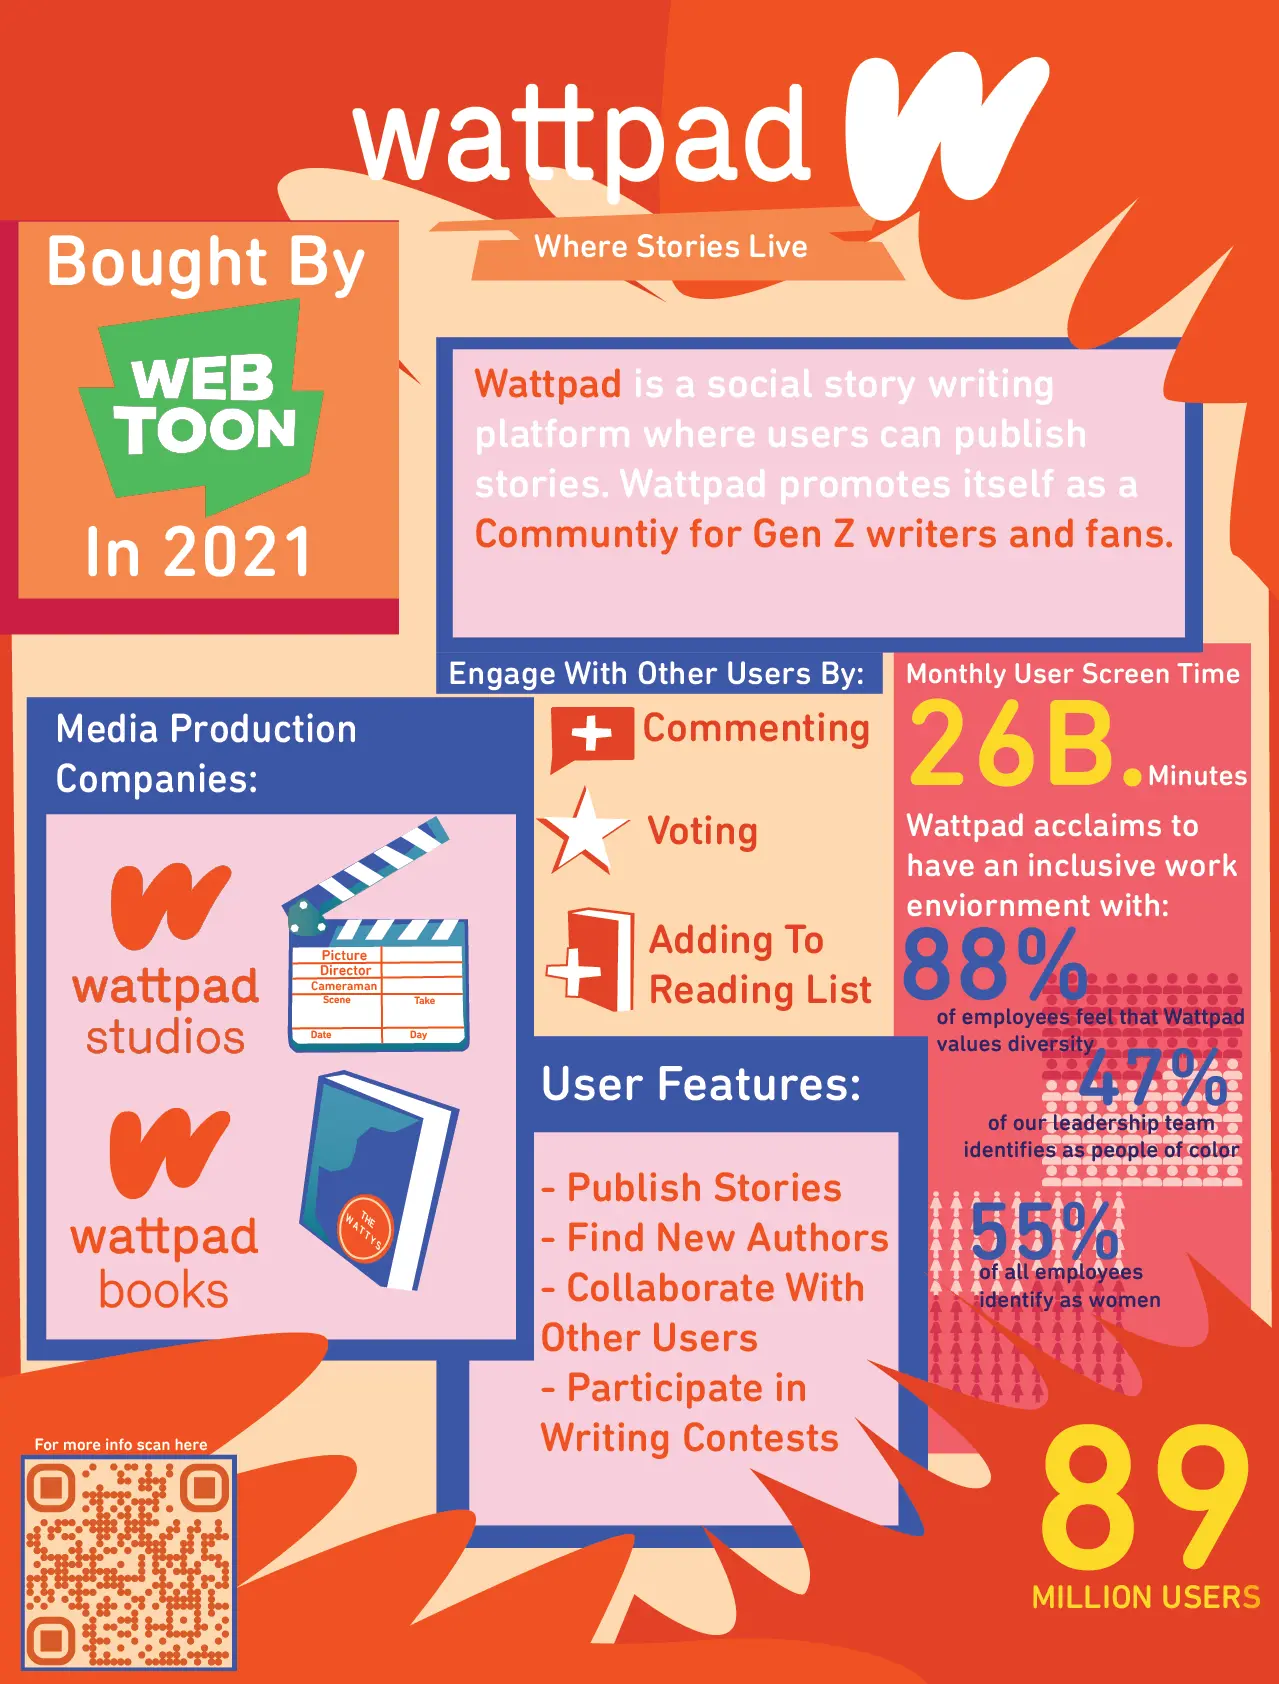 wattpad
Where Stories Live
Bought By
WEB
TOON
In 2021
Wattpad is a social story writing
platform where users can publish
stories. Wattpad promotes itself as a
Communtiy for Gen Z writers and fans.
Engage With Other Users By:
Commenting
Voting
Adding To
Reading List
Monthly User Screen Time
26B. Minutes
Wattpad acclaims to
have an inclusive work
enviornment with:
88%
of employees feel that Wattpad
values diversity
47%
of our leadership team
identifies as people of color
55%
of all employees
identify as women
Media Production
Companies:
wattpad
studios
Picture
Director
Cameraman
Scene Take
Date Day
wattpad
books
THE
WATTYS
User Features:
- Publish Stories
- Find New Authors
- Collaborate With
Other Users
- Participate in
Writing Contests
For more info scan here
89
MILLION USERS